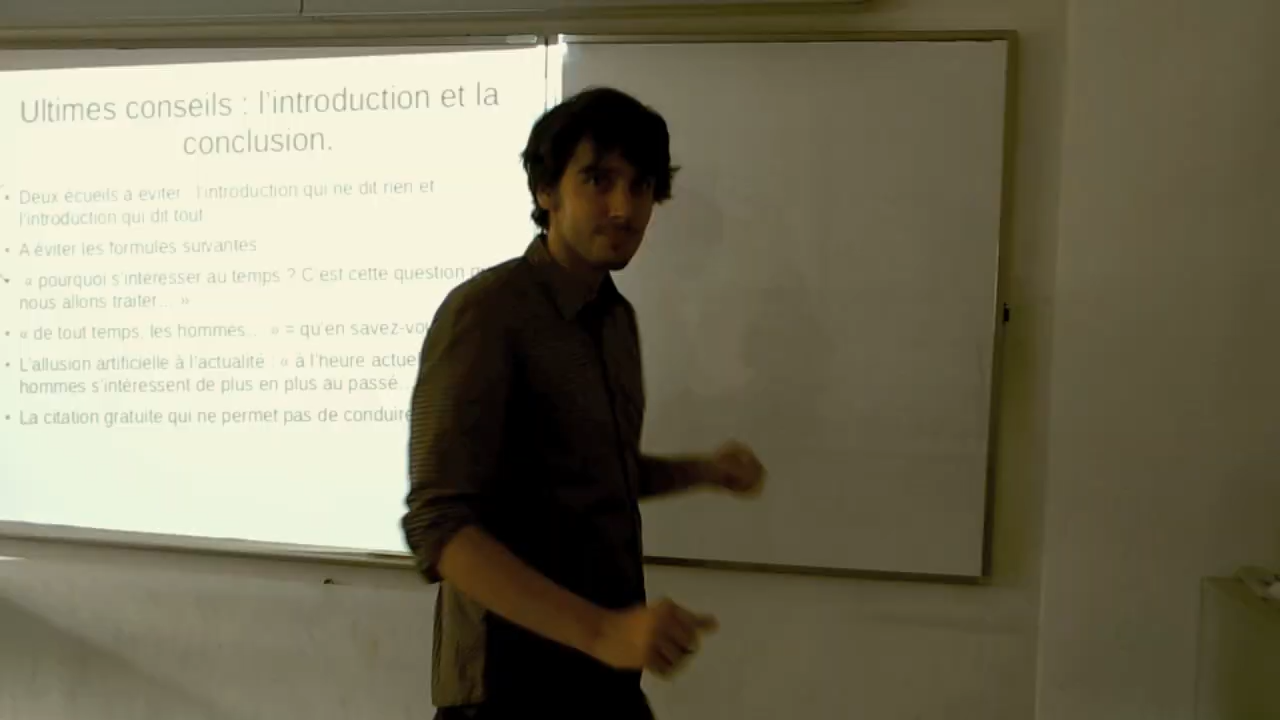 Ultimes conseils : l'introduction et la
conclusion.
• Deux écueils à éviter : l'introduction qui ne dit rien et
l'introduction qui dit tout
• A éviter les formules suivantes
• « pourquoi s'intéresser au temps ? C est cette question
nous allons traiter... »
• « de tout temps, les hommes... » = qu'en savez-vou
• L'allusion artificielle à l'actualité : « à l'heure actuel
hommes s'intéressent de plus en plus au passé.
• La citation gratuite qui ne permet pas de conduire